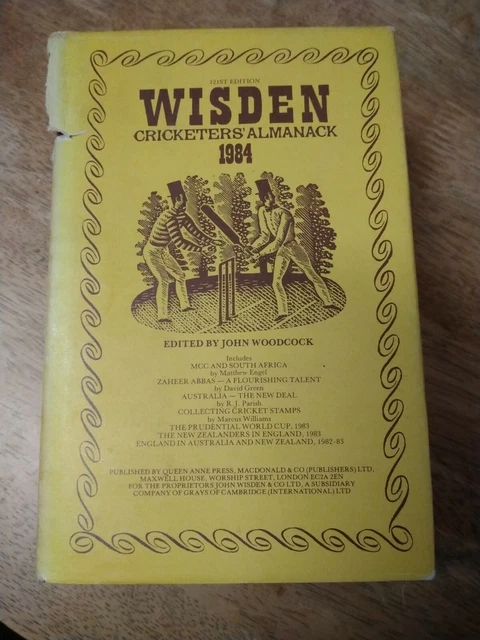 121ST EDITION
WISDEN
CRICKETERS' ALMANACK
1984
EDITED BY JOHN WOODCOCK
Includes
MCC AND SOUTH AFRICA
by Matthew Engel
ZAHEER ABBAS — A FLOURISHING TALENT
by David Green
AUSTRALIA — THE NEW DEAL
by R. J. Parish
COLLECTING CRICKET STAMPS
by Marcus Williams
THE PRUDENTIAL WORLD CUP, 1983
THE NEW ZEALANDERS IN ENGLAND, 1983
ENGLAND IN AUSTRALIA AND NEW ZEALAND, 1982-83
PUBLISHED BY QUEEN ANNE PRESS, MACDONALD & CO (PUBLISHERS) LTD,
MAXWELL HOUSE, WORSHIP STREET, LONDON EC2A 2EN
FOR THE PROPRIETORS JOHN WISDEN & CO LTD, A SUBSIDIARY
COMPANY OF GRAYS OF CAMBRIDGE (INTERNATIONAL) LTD